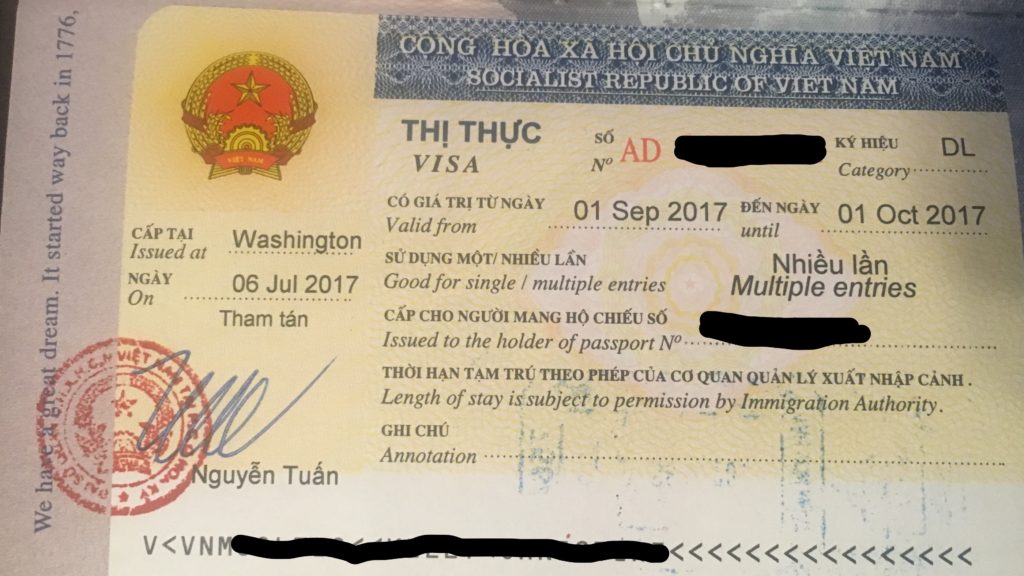 We have a great dream. It started way back in 1776,
CỘNG HÒA XÃ HỘI CHỦ NGHĨA VIỆT NAM
SOCIALIST REPUBLIC OF VIET NAM
VIỆT NAM
THỊ THỰC
VISA
SỐ
Nº AD
KÝ HIỆU
Category
DL
CÓ GIÁ TRỊ TỪ NGÀY
Valid from
01 Sep 2017
ĐẾN NGÀY
until
01 Oct 2017
CẤP TẠI
Issued at
Washington
NGÀY
On
06 Jul 2017
Tham tán
SỬ DỤNG MỘT/ NHIỀU LẦN
Good for single / multiple entries
Nhiều lần
Multiple entries
CẤP CHO NGƯỜI MANG HỘ CHIẾU SỐ
Issued to the holder of passport Nº
THỜI HẠN TẠM TRÚ THEO PHÉP CỦA CƠ QUAN QUẢN LÝ XUẤT NHẬP CẢNH .
Length of stay is subject to permission by Immigration Authority.
GHI CHÚ
Annotation
Nguyễn Tuấn
V<VNM
<<<<<<<<<<<<<<<<